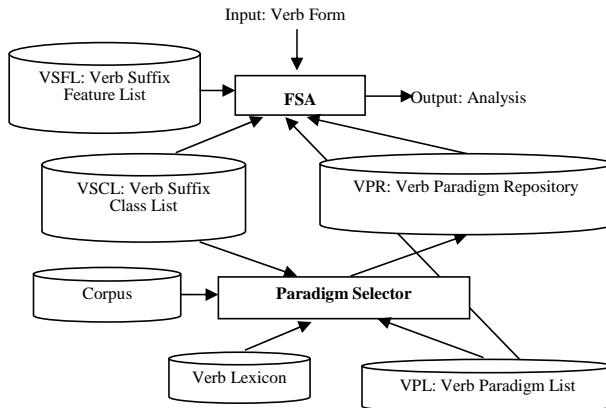 Input: Verb Form
VSFL: Verb Suffix
Feature List
FSA
Output: Analysis
VSCL: Verb Suffix
Class List
VPR: Verb Paradigm Repository
Corpus
Paradigm Selector
Verb Lexicon
VPL: Verb Paradigm List